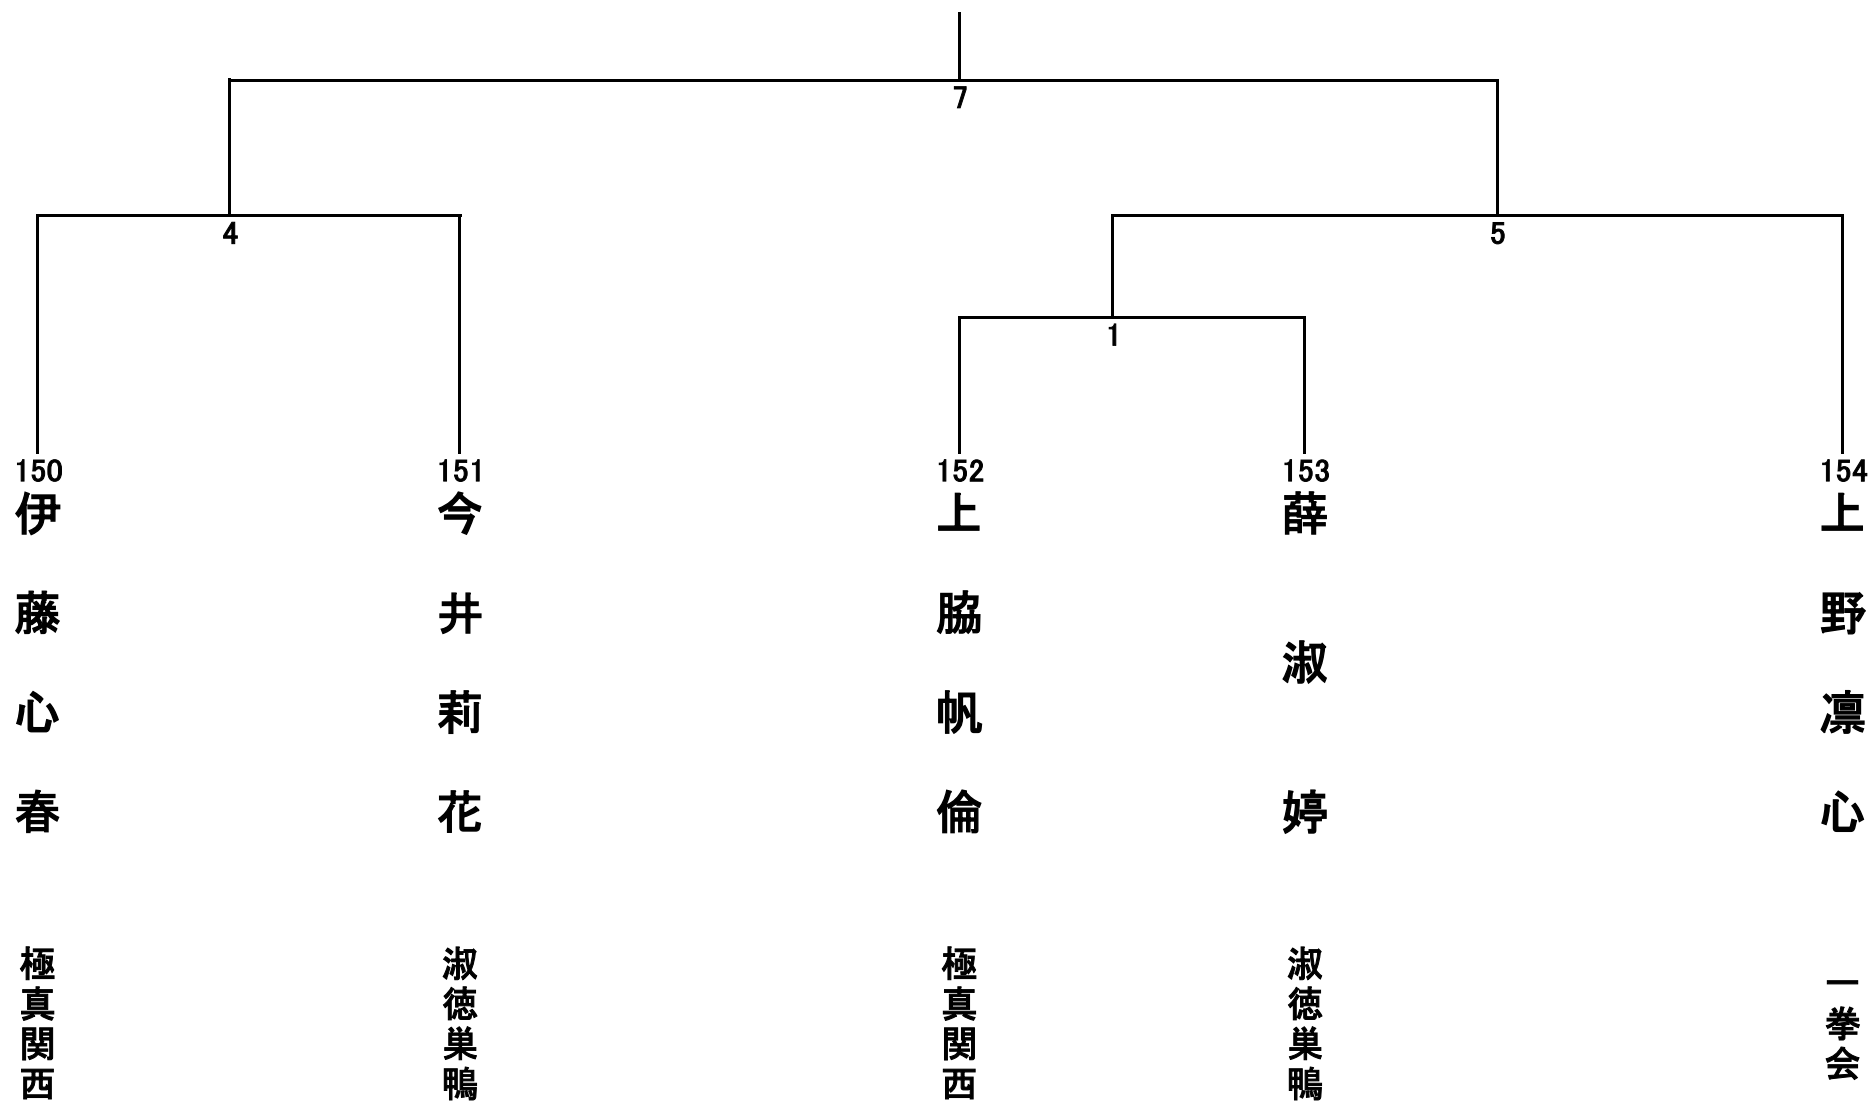 7
4
5
1
150
伊藤心春
極真関西
151
今井莉花
淑徳巣鴨
152
上脇帆倫
極真関西
153
薛淑婷
淑徳巣鴨
154
上野凛心
一拳会